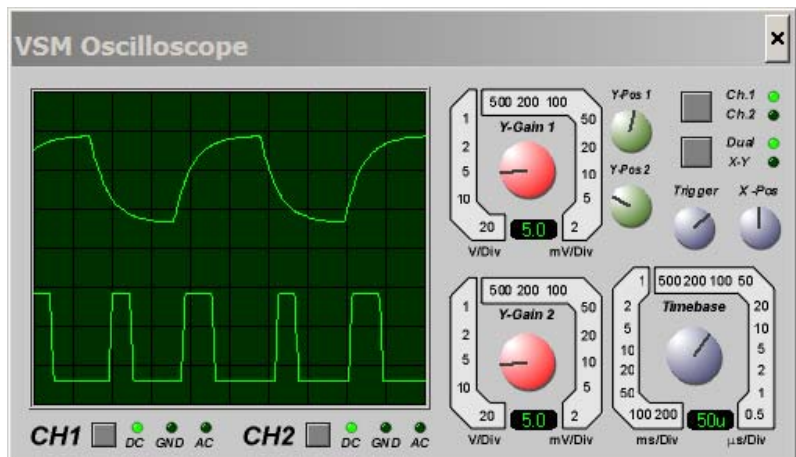 VSM Oscilloscope
×
500 200 100
1
2
5
10
20
50
20
10
5
2
Y-Gain 1
5.0
V/Div
mV/Div
Y-Pos 1
Y-Pos 2
Ch.1
Ch.2
Dual
X-Y
Trigger
X -Pos
500 200 100
1
2
5
10
20
50
20
10
5
2
Y-Gain 2
5.0
V/Div
mV/Div
1
500 200 100 50
2
5
10
20
50
100 200
20
10
5
2
1
0.5
Timebase
50u
ms/Div
µs/Div
CH1 DC GND AC
CH2 DC GND AC